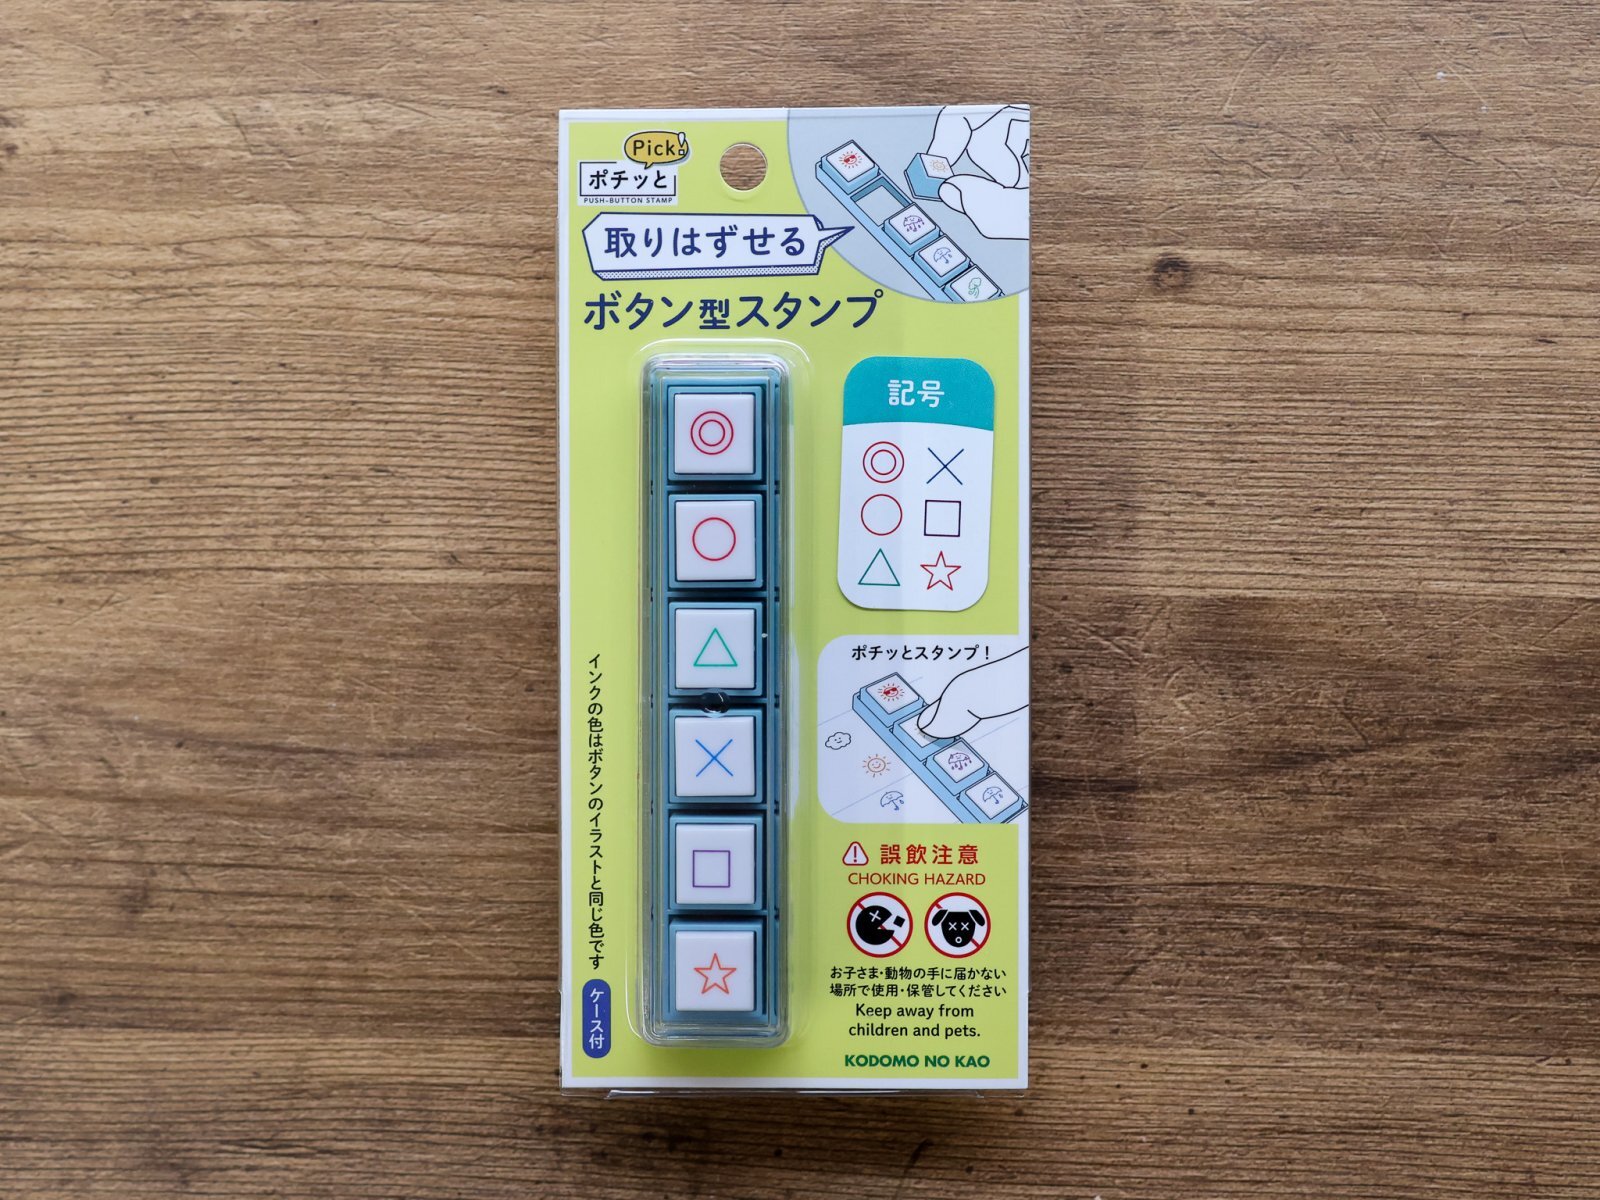 Pick!
ポチッと
PUSH-BUTTON STAMP
取りはずせる
ボタン型スタンプ
記号
ポチッとスタンプ！
インクの色はボタンのイラストと同じ色です
ケース付
誤飲注意
CHOKING HAZARD
お子さま・動物の手に届かない
場所で使用・保管してください
Keep away from
children and pets.
KODOMO NO KAO